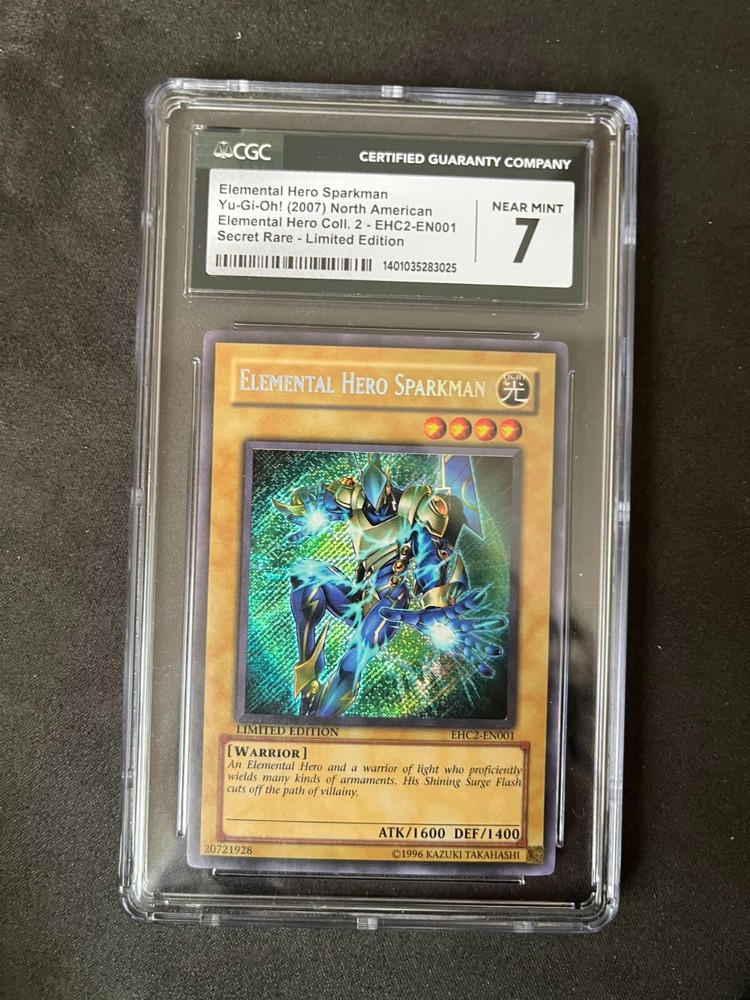 CGC
CERTIFIED GUARANTY COMPANY
Elemental Hero Sparkman
Yu-Gi-Oh! (2007) North American
Elemental Hero Coll. 2 - EHC2-EN001
Secret Rare - Limited Edition
NEAR MINT
7
1401035283025
ELEMENTAL HERO SPARKMAN
LIGHT
光
LIMITED EDITION
EHC2-EN001
[WARRIOR]
An Elemental Hero and a warrior of light who proficiently
wields many kinds of armaments. His Shining Surge Flash
cuts off the path of villainy.
ATK/1600 DEF/1400
20721928
©1996 KAZUKI TAKAHASHI